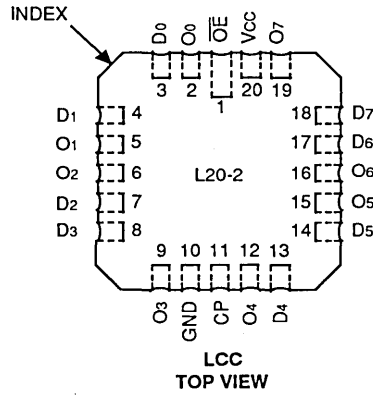 INDEX
D0 O0 OE VCC O7
3 2 1 20 19
D1 4 18 D7
O1 5 17 D6
O2 6 L20-2 16 O6
D2 7 15 O5
D3 8 14 D5
9 10 11 12 13
O3 GND CP O4 D4
LCC
TOP VIEW